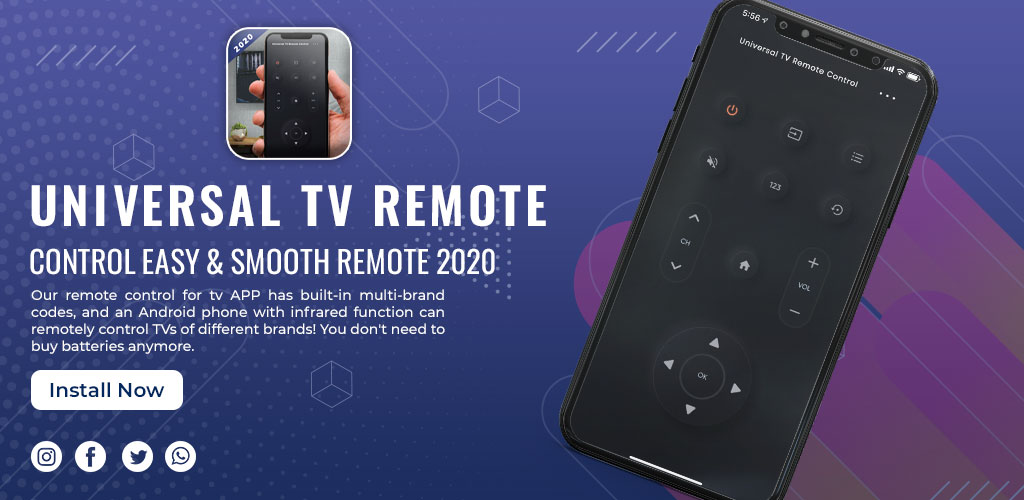 2020
Universal TV Remote Control
UNIVERSAL TV REMOTE
CONTROL EASY & SMOOTH REMOTE 2020
Our remote control for tv APP has built-in multi-brand
codes, and an Android phone with infrared function can
remotely control TVs of different brands! You don't need to
buy batteries anymore.
Install Now
5:56
Universal TV Remote Control
123
CH
VOL
OK